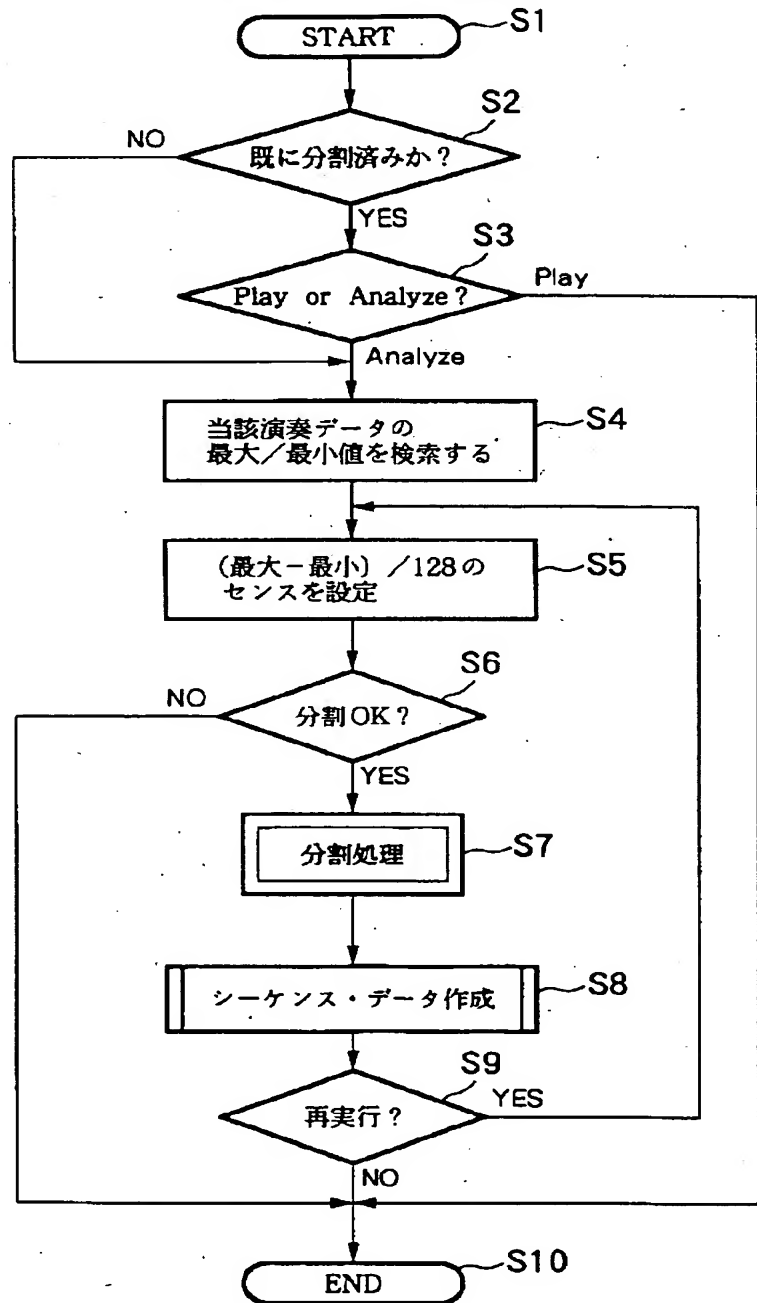 START
S1
S2
NO
既に分割済みか？
YES
S3
Play or Analyze？
Play
Analyze
S4
当該演奏データの
最大／最小値を検索する
(最大－最小)／128の
センスを設定
S5
S6
NO
分割OK？
YES
分割処理
S7
シーケンス・データ作成
S8
S9
YES
再実行？
NO
END
S10